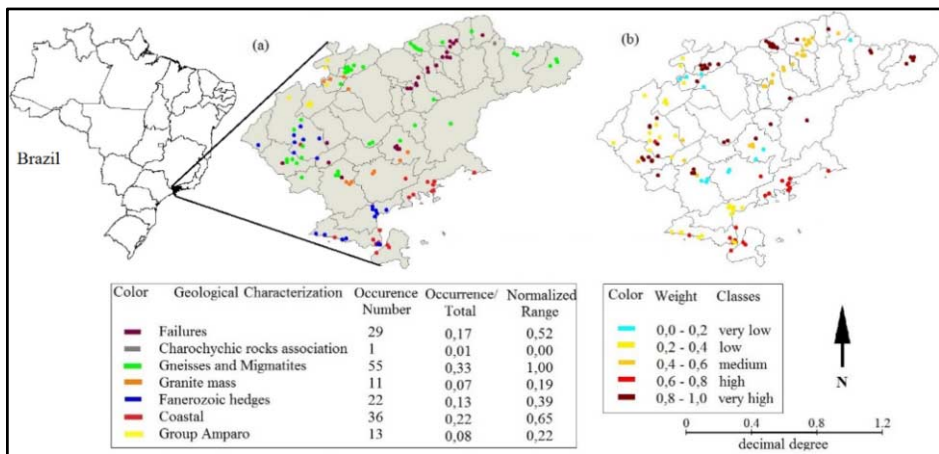 (a)
(b)
Brazil
Color Geological Characterization Occurence Number Occurrence/ Total Normalized Range
Failures 29 0,17 0,52
Charochychic rocks association 1 0,01 0,00
Gneisses and Migmatites 55 0,33 1,00
Granite mass 11 0,07 0,19
Fanerozoic hedges 22 0,13 0,39
Coastal 36 0,22 0,65
Group Amparo 13 0,08 0,22
Color Weight Classes
0,0 - 0,2 very low
0,2 - 0,4 low
0,4 - 0,6 medium
0,6 - 0,8 high
0,8 - 1,0 very high
N
0 0.4 0.8 1.2
decimal degree